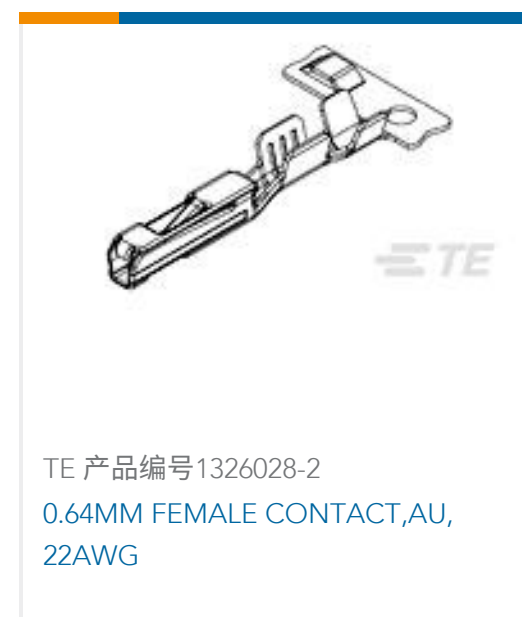 TE
TE 产品编号1326028-2
0.64MM FEMALE CONTACT,AU,
22AWG